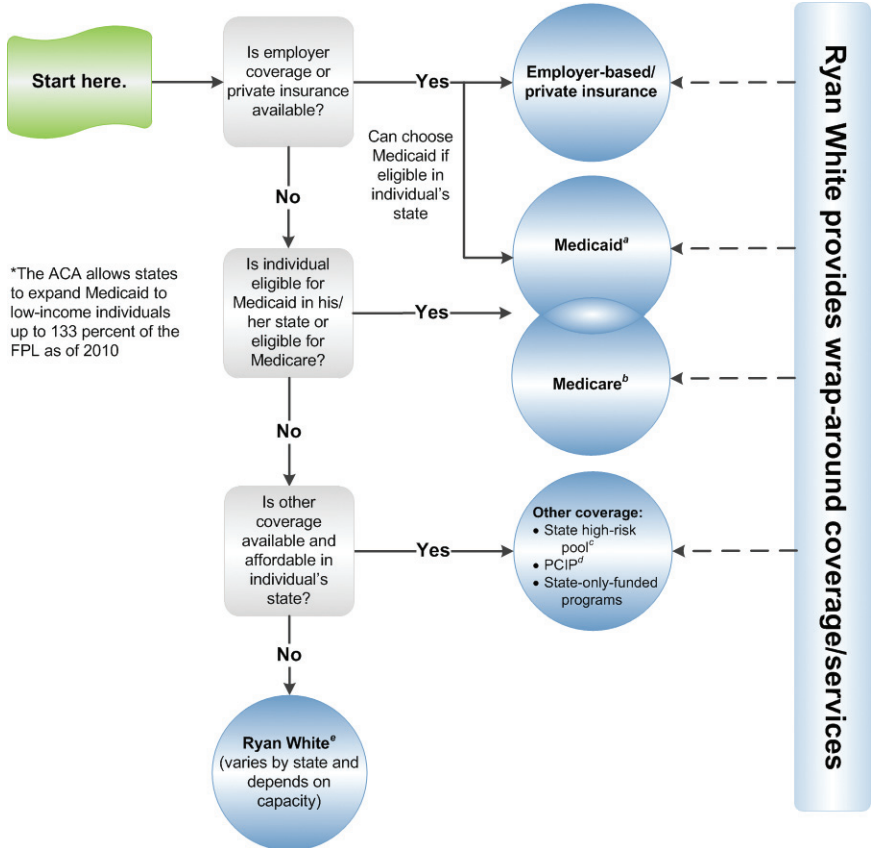 Start here.
Is employer
coverage or
private insurance
available?
Yes
Employer-based/
private insurance
Can choose
Medicaid if
eligible in
individual's
state
No
*The ACA allows states
to expand Medicaid to
low-income individuals
up to 133 percent of the
FPL as of 2010
Is individual
eligible for
Medicaid in his/
her state or
eligible for
Medicare?
Yes
Medicaidᵃ
Medicareᵇ
No
Is other
coverage
available and
affordable in
individual's
state?
Yes
Other coverage:
• State high-risk
poolᶜ
• PCIPᵈ
• State-only-funded
programs
No
Ryan Whiteᵉ
(varies by state and
depends on
capacity)
Ryan White provides wrap-around coverage/services